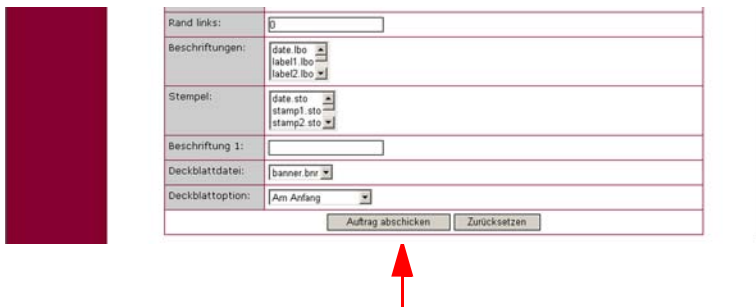 Rand links: 0
Beschriftungen: date.lbo
label1.lbo
label2.lbo
Stempel: date.sto
stamp1.sto
stamp2.sto
Beschriftung 1:
Deckblattdatei: banner.bnr
Deckblattoption: Am Anfang
Auftrag abschicken Zurücksetzen